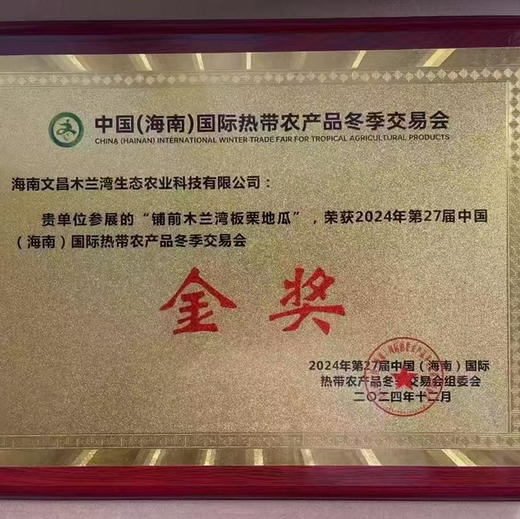 中国(海南)国际热带农产品冬季交易会
CHINA (HAINAN) INTERNATIONAL WINTER TRADE FAIR FOR TROPICAL AGRICULTURAL PRODUCTS
海南文昌木兰湾生态农业科技有限公司：
贵单位参展的“铺前木兰湾板栗地瓜”，荣获2024年第27届中国
（海南）国际热带农产品冬季交易会
金奖
2024年第27届中国（海南）国际
热带农产品冬季交易会组委会
二〇二四年十二月